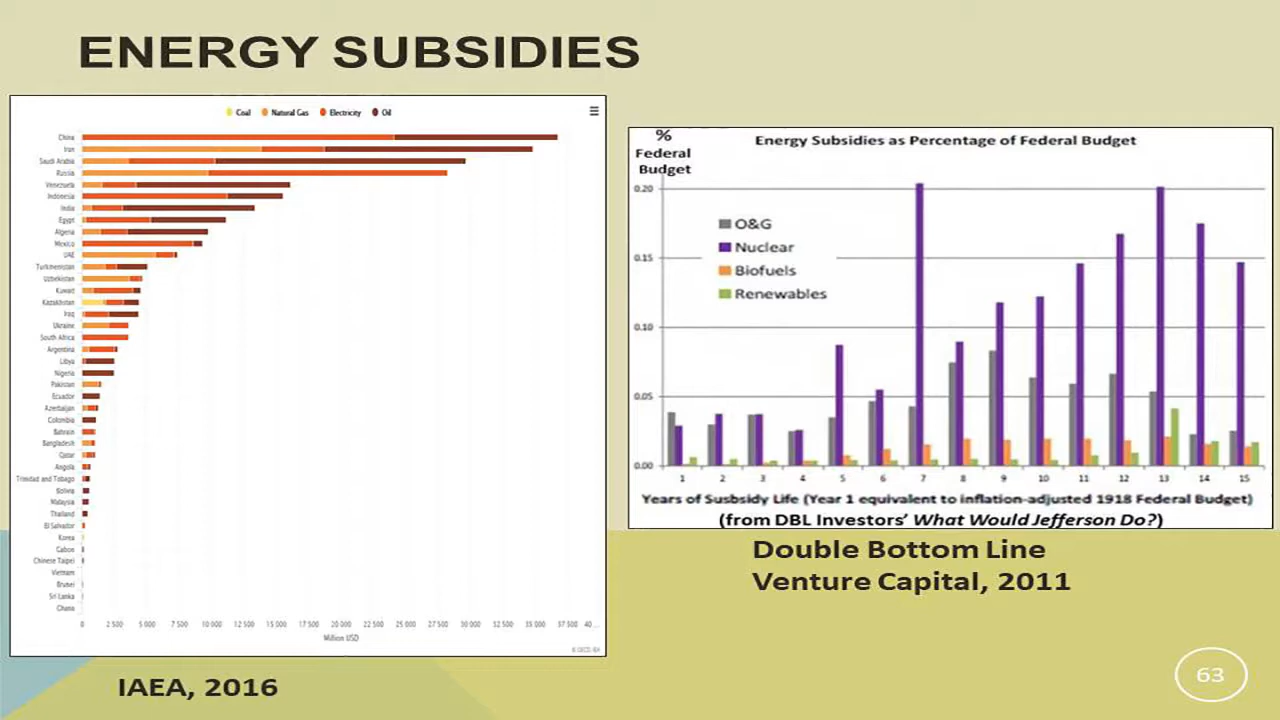 ENERGY SUBSIDIES
Coal Natural Gas Electricity Oil
China
Iran
Saudi Arabia
Russia
Venezuela
Indonesia
India
Egypt
Algeria
Mexico
UAE
Turkmenistan
Uzbekistan
Kuwait
Kazakhstan
Iraq
Ukraine
South Africa
Argentina
Libya
Nigeria
Pakistan
Ecuador
Azerbaijan
Colombia
Bahrain
Bangladesh
Qatar
Angola
Trinidad and Tobago
Bolivia
Malaysia
Thailand
El Salvador
Korea
Gabon
Chinese Taipei
Vietnam
Brunei
Sri Lanka
Ghana
0 2 500 5 000 7 500 10 000 12 500 15 000 17 500 20 000 22 500 25 000 27 500 30 000 32 500 35 000 37 500 40 ...
Million USD
© OECD, IEA
IAEA, 2016
%
Federal
Budget
Energy Subsidies as Percentage of Federal Budget
0.20
0.15
0.10
0.05
0.00
O&G
Nuclear
Biofuels
Renewables
1 2 3 4 5 6 7 8 9 10 11 12 13 14 15
Years of Susbsidy Life (Year 1 equivalent to inflation-adjusted 1918 Federal Budget)
(from DBL Investors' What Would Jefferson Do?)
Double Bottom Line
Venture Capital, 2011
63